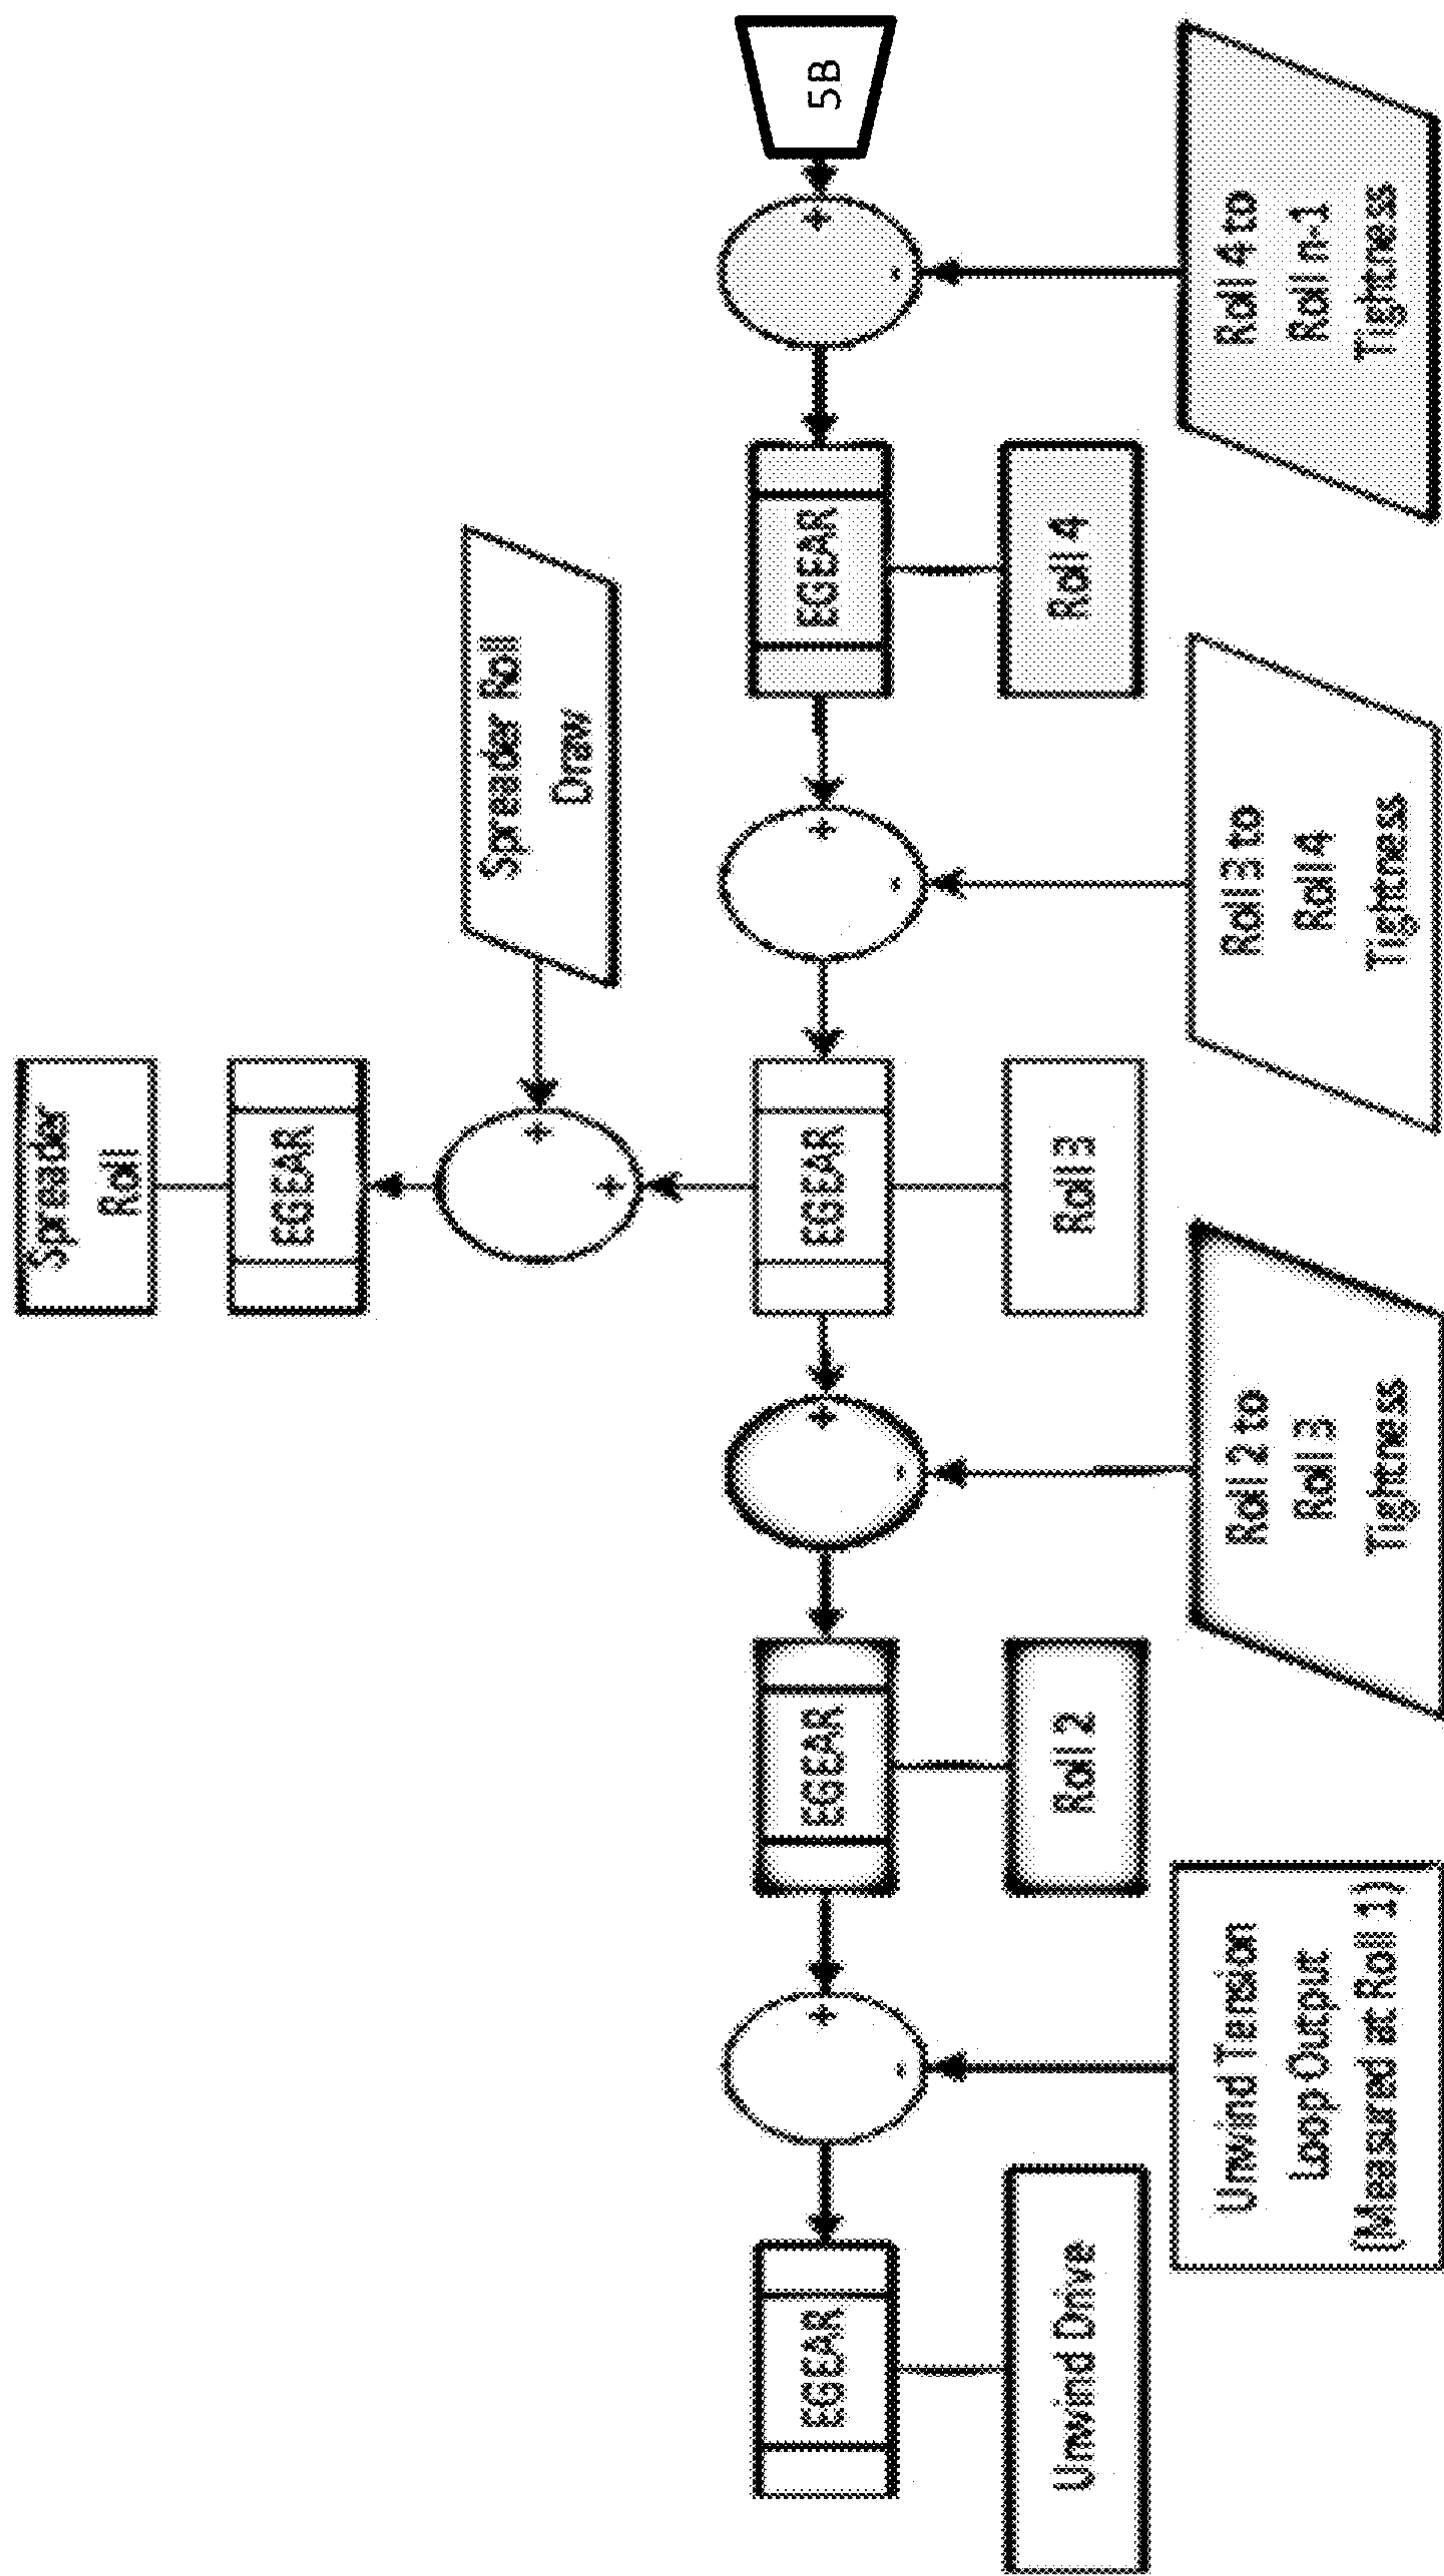 Spreader
Roll
EGEAR
+
+
Spreader Roll
Draw
EGEAR
+
-
EGEAR
+
-
EGEAR
+
-
EGEAR
+
-
5B
Unwind Drive
Roll 2
Roll 3
Roll 4
Unwind Tension
Loop Output
(Measured at Roll 1)
Roll 2 to
Roll 3
Tightness
Roll 3 to
Roll 4
Tightness
Roll 4 to
Roll n-1
Tightness